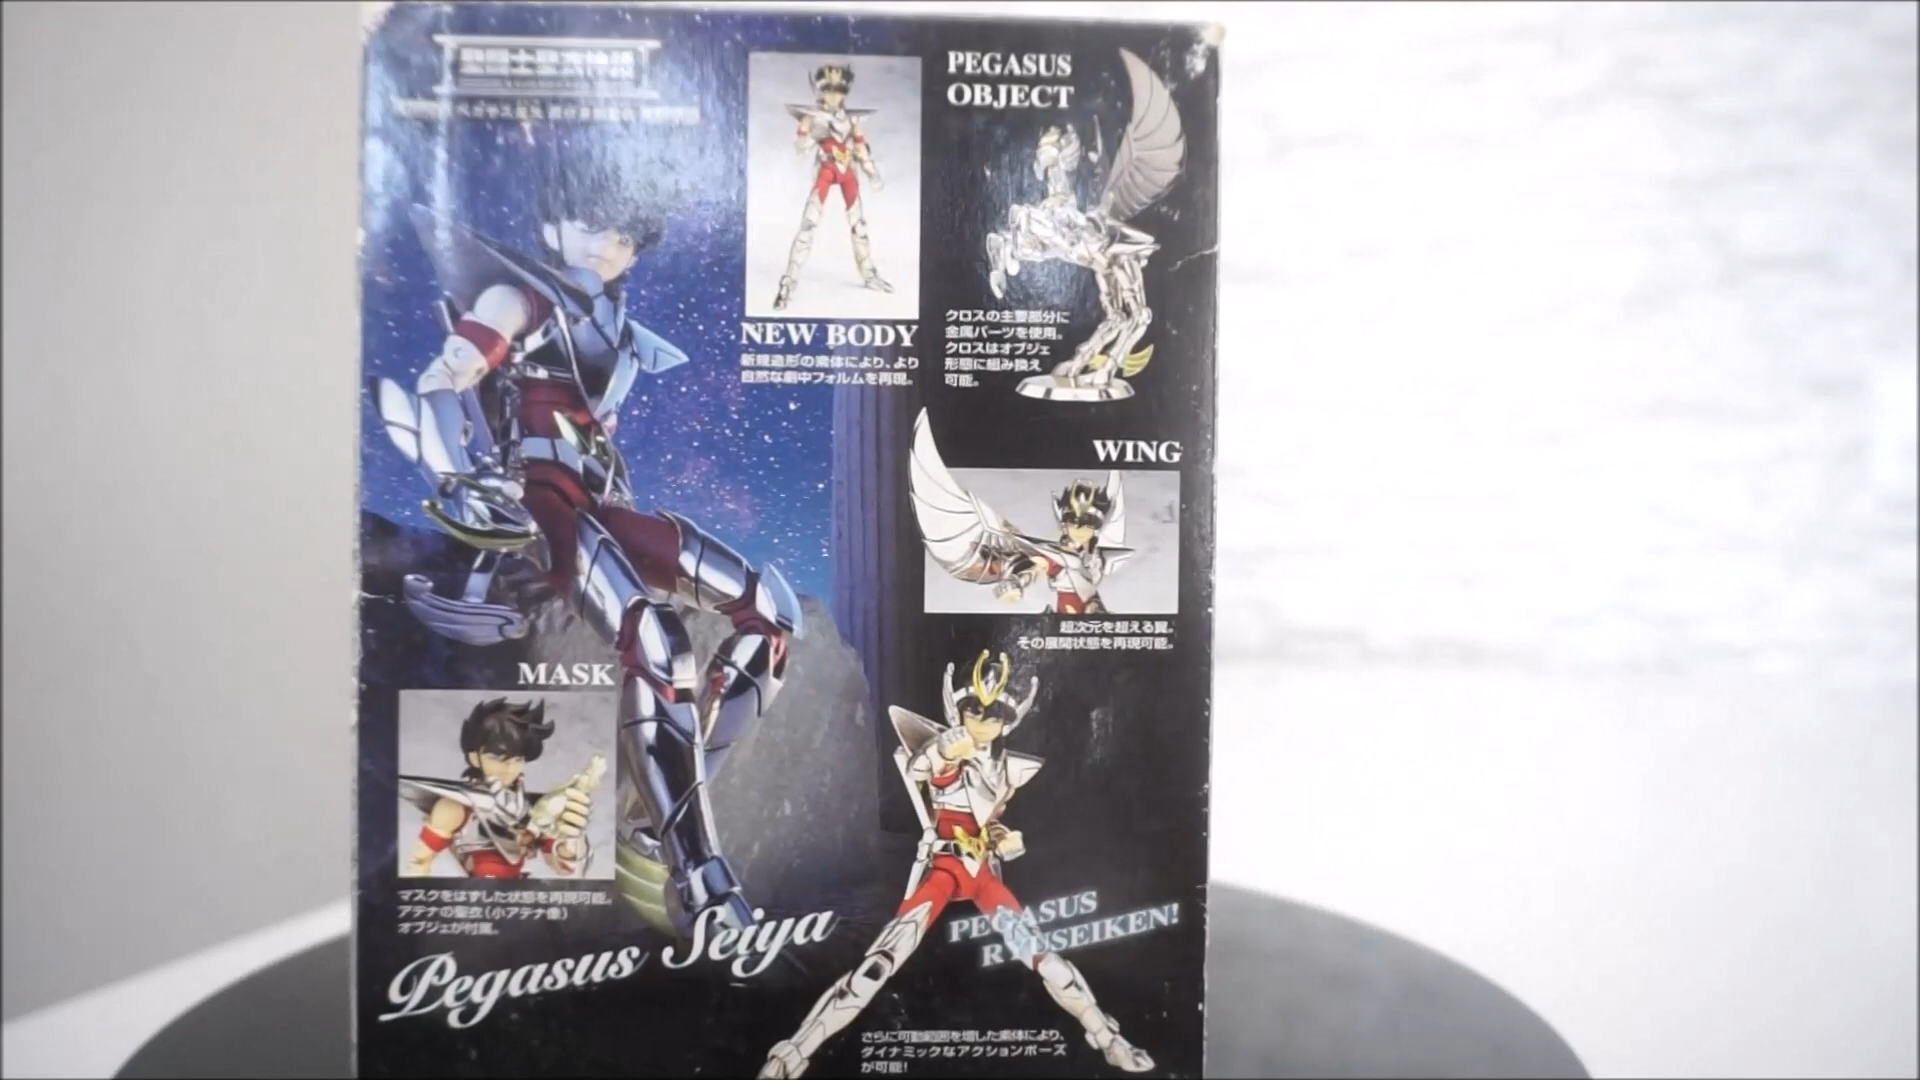 PEGASUS
OBJECT
クロスの主要部分に
金属パーツを使用。
クロスはオブジェ
形態に組み換え
可能。
NEW BODY
新規造形の素体により、より
自然な劇中フォルムを再現。
WING
超次元を超える翼。
その展開状態を再現可能。
MASK
マスクをはずした状態を再現可能。
アテナの聖衣(小アテナ像)
オブジェが付属。
Pegasus Seiya
PEGASUS
RYUSEIKEN!
さらに可動範囲を増した素体により、
ダイナミックなアクションポーズ
が可能!